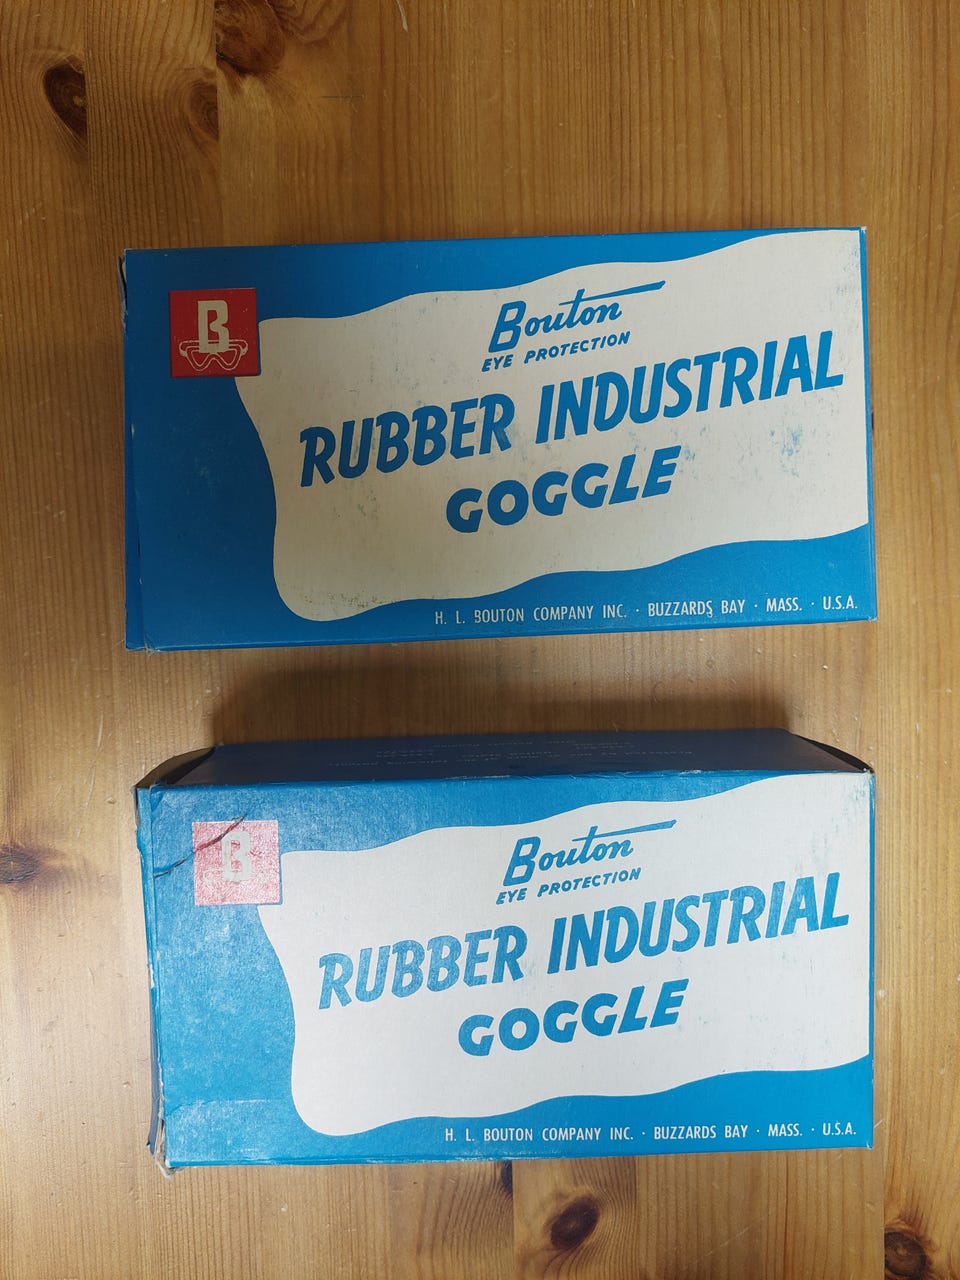 B
Bouton
EYE PROTECTION
RUBBER INDUSTRIAL
GOGGLE
H. L. BOUTON COMPANY INC. · BUZZARDS BAY · MASS. · U.S.A.
B
Bouton
EYE PROTECTION
RUBBER INDUSTRIAL
GOGGLE
H. L. BOUTON COMPANY INC. · BUZZARDS BAY · MASS. · U.S.A.